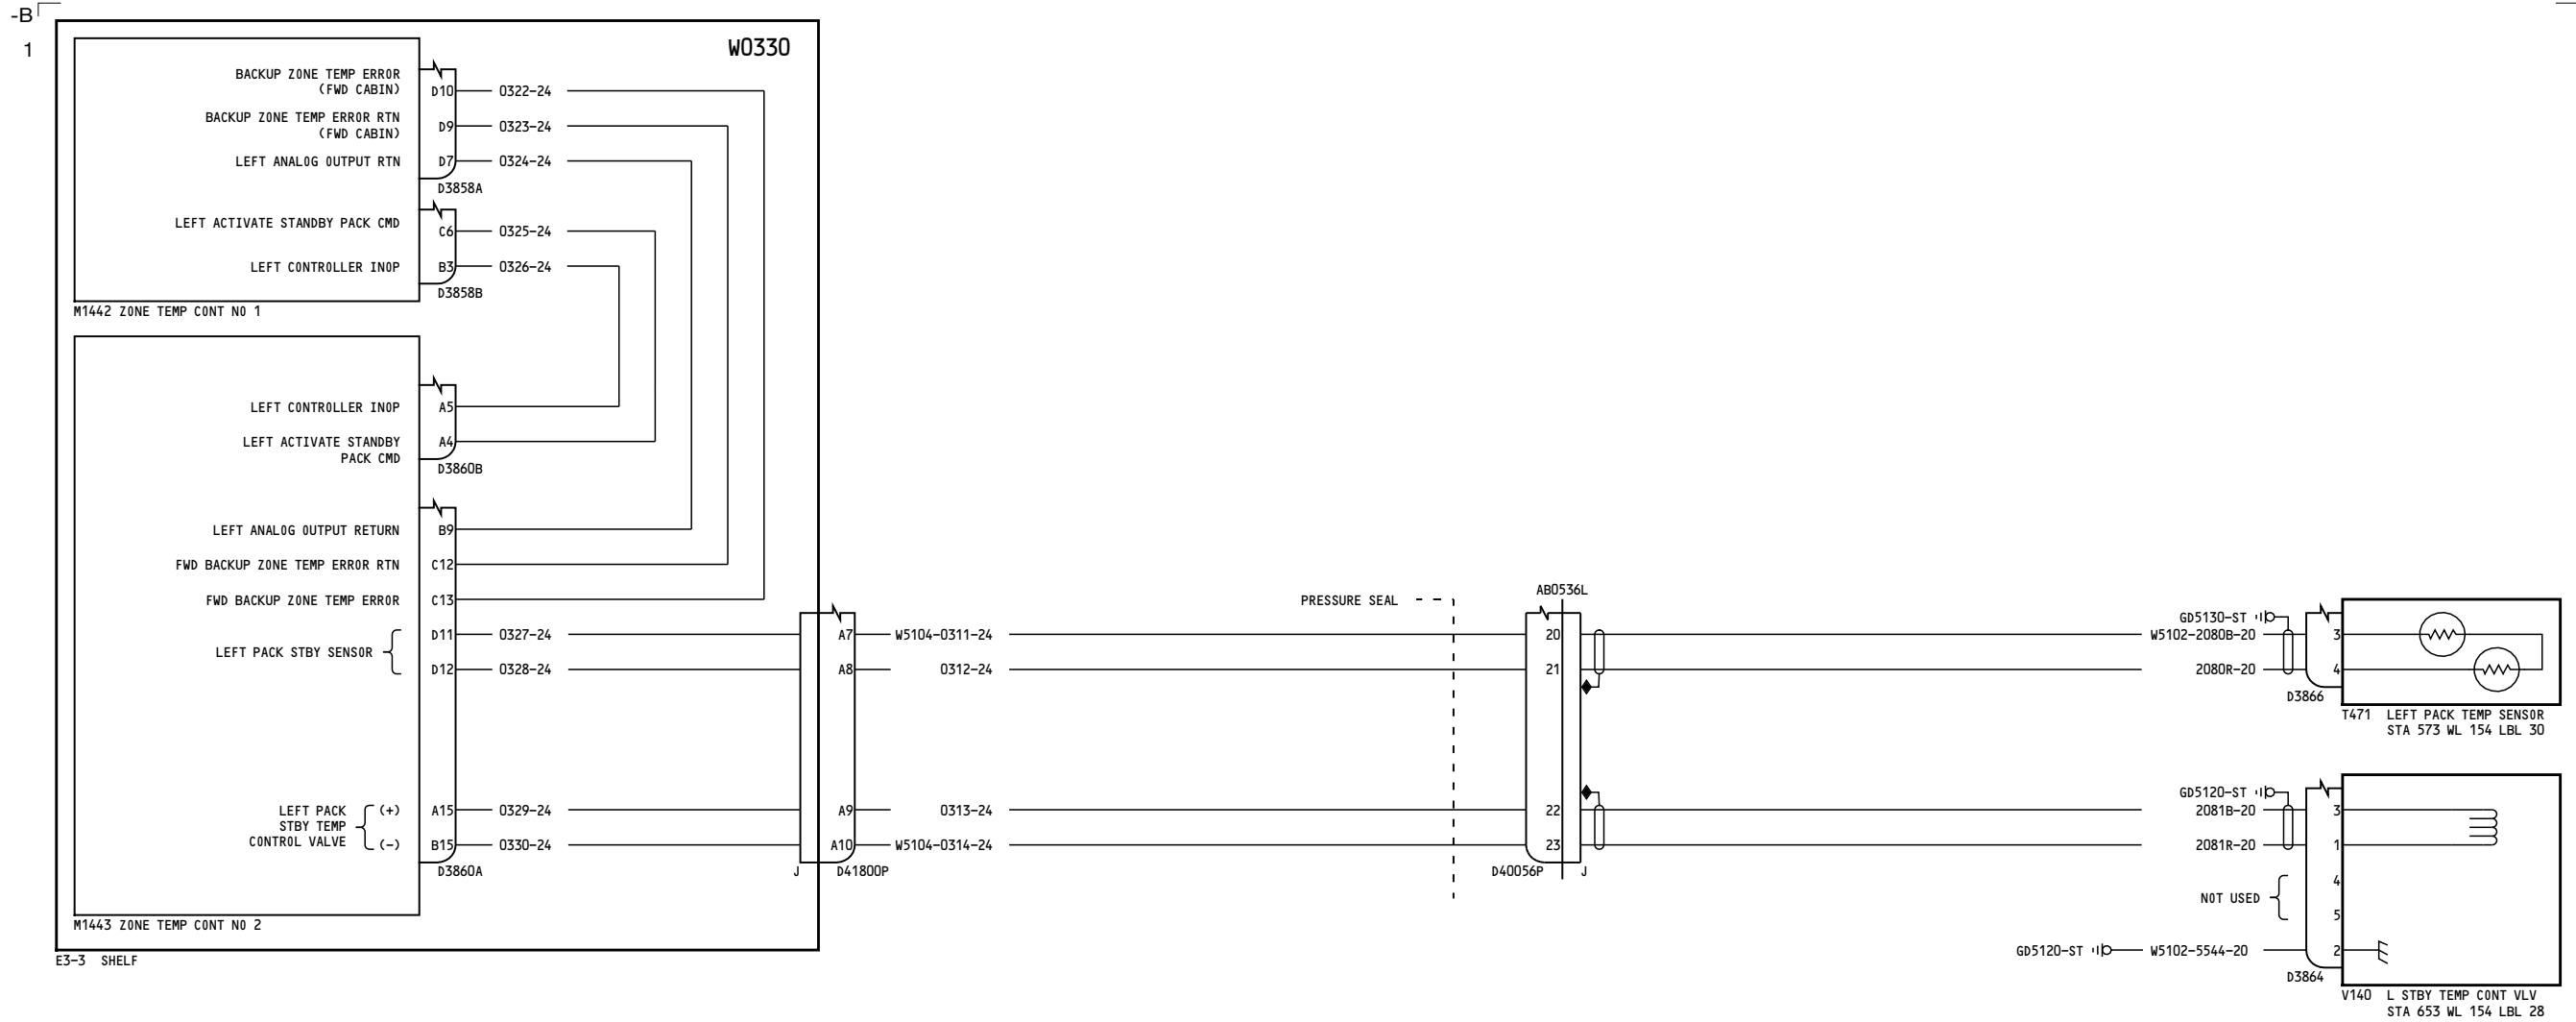 -B
1
W0330
BACKUP ZONE TEMP ERROR
(FWD CABIN)
D10
0322-24
BACKUP ZONE TEMP ERROR RTN
(FWD CABIN)
D9
0323-24
LEFT ANALOG OUTPUT RTN
D7
0324-24
D3858A
LEFT ACTIVATE STANDBY PACK CMD
C6
0325-24
LEFT CONTROLLER INOP
B3
0326-24
D3858B
M1442 ZONE TEMP CONT NO 1
LEFT CONTROLLER INOP
A5
LEFT ACTIVATE STANDBY
PACK CMD
A4
D3860B
LEFT ANALOG OUTPUT RETURN
B9
FWD BACKUP ZONE TEMP ERROR RTN
C12
FWD BACKUP ZONE TEMP ERROR
C13
LEFT PACK STBY SENSOR
D11
0327-24
D12
0328-24
LEFT PACK
STBY TEMP
CONTROL VALVE
(+)
A15
0329-24
(-)
B15
0330-24
D3860A
M1443 ZONE TEMP CONT NO 2
E3-3 SHELF
A7
W5104-0311-24
A8
0312-24
A9
0313-24
A10
W5104-0314-24
J
D41800P
PRESSURE SEAL
AB0536L
20
21
22
23
D40056P
J
GD5130-ST
W5102-2080B-20
3
2080R-20
4
D3866
T471 LEFT PACK TEMP SENSOR
STA 573 WL 154 LBL 30
GD5120-ST
2081B-20
3
2081R-20
1
NOT USED
4
5
GD5120-ST
W5102-5544-20
2
D3864
V140 L STBY TEMP CONT VLV
STA 653 WL 154 LBL 28